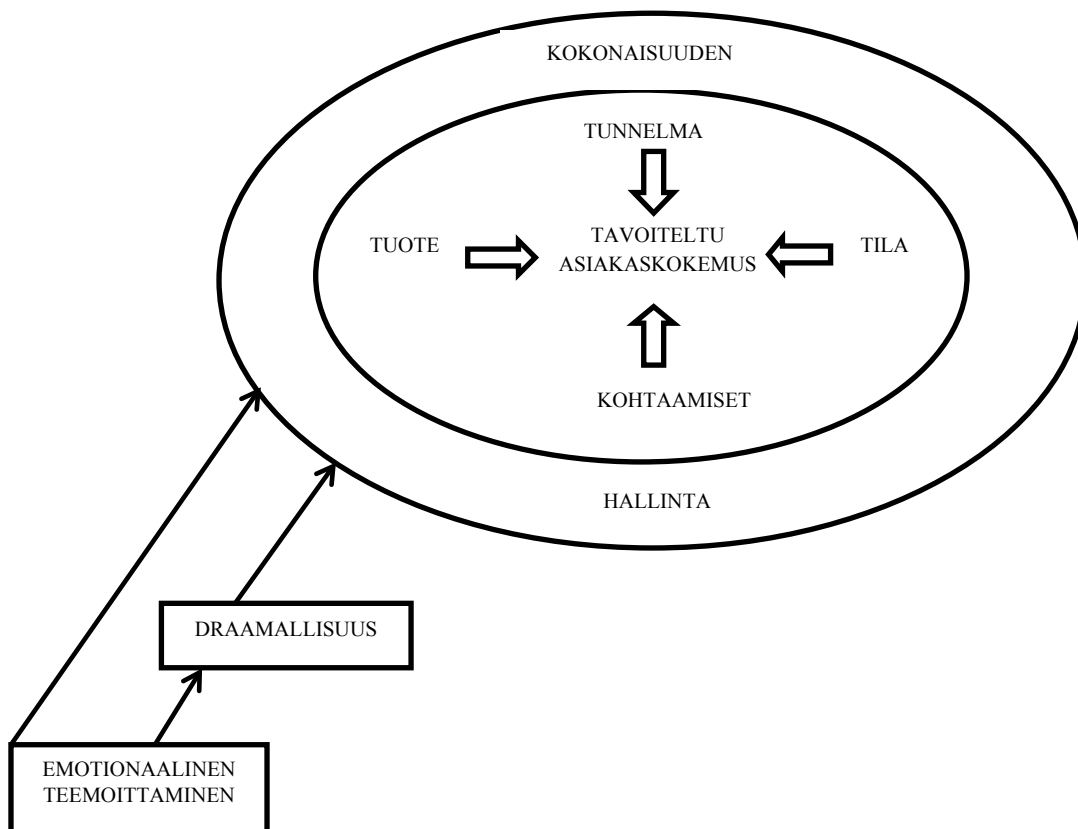 KOKONAISUUDEN
TUNNELMA
TUOTE
TAVOITELTU
ASIAKASKOKEMUS
TILA
KOHTAAMISET
HALLINTA
DRAAMALLISUUS
EMOTIONAALINEN
TEEMOITTAMINEN